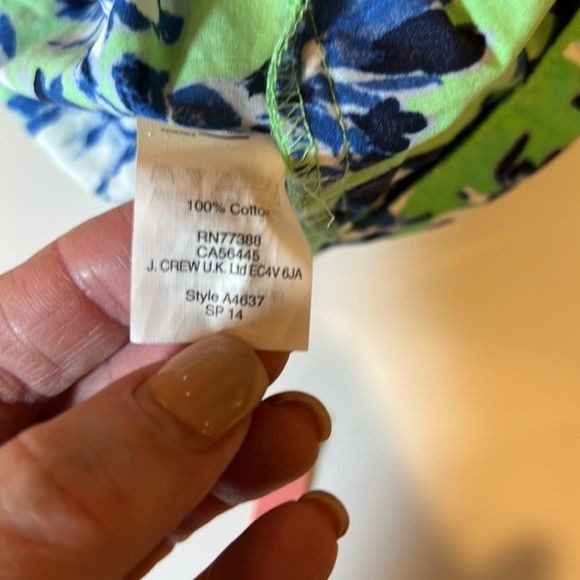 100% Cotton
RN77388
CA56445
J. CREW U.K. Ltd EC4V 6JA
Style A4637
SP 14